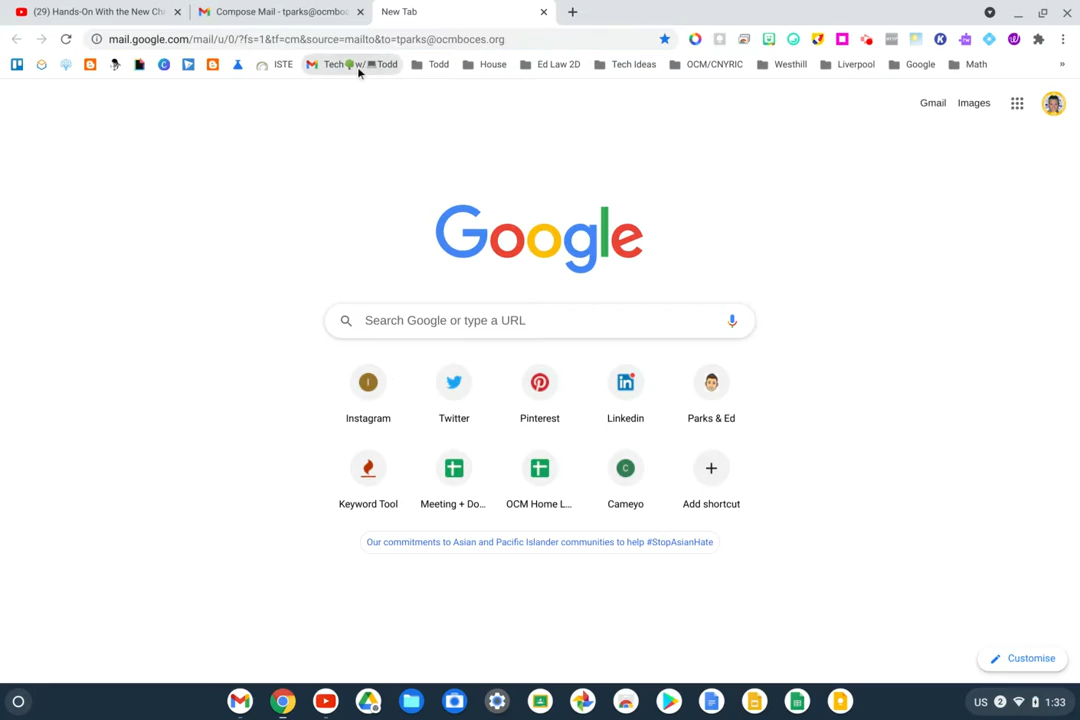 (29) Hands-On With the New Ch
Compose Mail - tparks@ocmboc
New Tab
mail.google.com/mail/u/0/?fs=1&tf=cm&source=mailto&to=tparks@ocmboces.org
ISTE
Tech🌳w/💻Todd
Todd
House
Ed Law 2D
Tech Ideas
OCM/CNYRIC
Westhill
Liverpool
Google
Math
»
Gmail
Images
Google
Search Google or type a URL
Instagram
Twitter
Pinterest
Linkedin
Parks & Ed
Keyword Tool
Meeting + Do...
OCM Home L...
Cameyo
Add shortcut
Our commitments to Asian and Pacific Islander communities to help #StopAsianHate
Customise
US
2
1:33